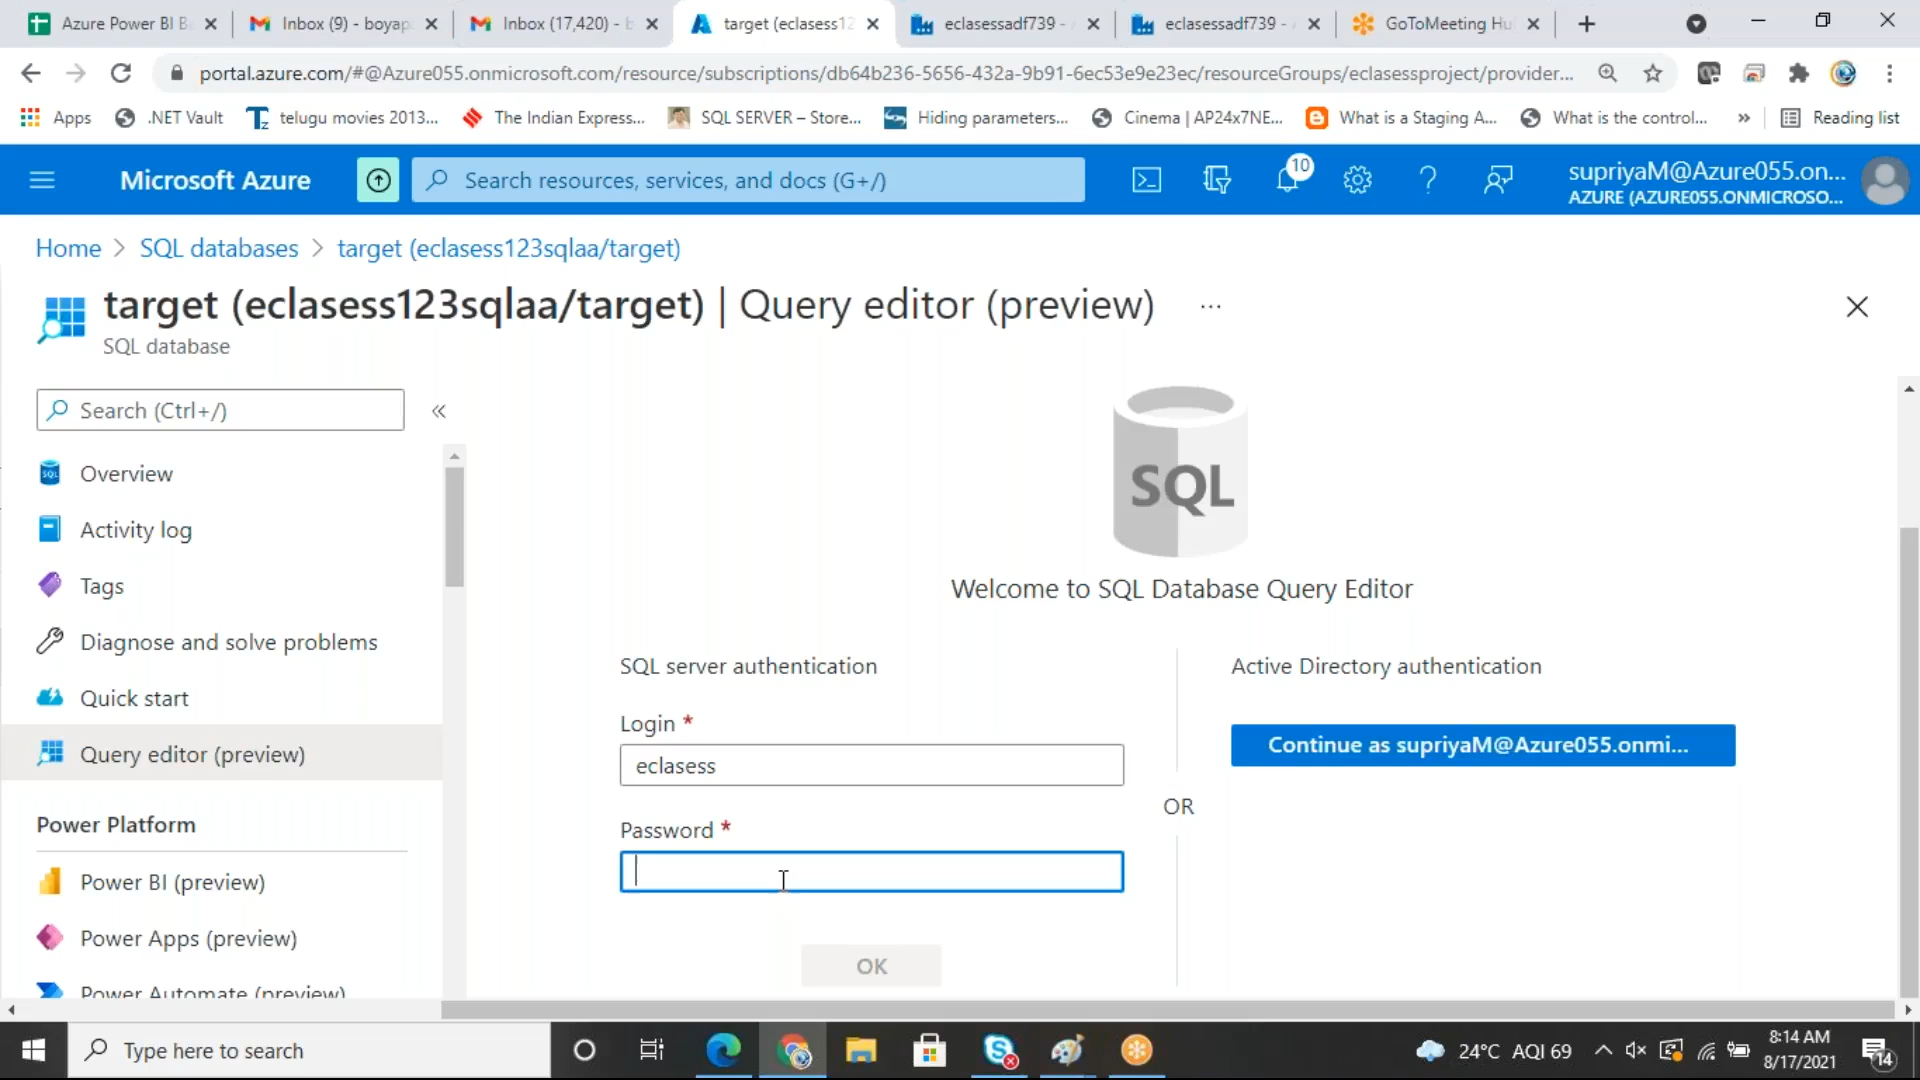 Azure Power BI B
Inbox (9) - boyap
Inbox (17,420) - b
target (eclasess12
eclasessadf739 -
eclasessadf739 -
GoToMeeting Hu
portal.azure.com/#@Azure055.onmicrosoft.com/resource/subscriptions/db64b236-5656-432a-9b91-6ec53e9e23ec/resourceGroups/eclasessproject/provider...
Apps
.NET Vault
telugu movies 2013...
The Indian Express...
SQL SERVER – Store...
Hiding parameters...
Cinema | AP24x7NE...
What is a Staging A...
What is the control...
»
Reading list
Microsoft Azure
Search resources, services, and docs (G+/)
10
supriyaM@Azure055.on...
AZURE (AZURE055.ONMICROSO...
Home > SQL databases > target (eclasess123sqlaa/target)
target (eclasess123sqlaa/target) | Query editor (preview) ...
SQL database
Search (Ctrl+/)
«
Overview
Activity log
Tags
Diagnose and solve problems
Quick start
Query editor (preview)
Power Platform
Power BI (preview)
Power Apps (preview)
Power Automate (preview)
SQL
Welcome to SQL Database Query Editor
SQL server authentication
Login *
eclasess
Password *
OK
OR
Active Directory authentication
Continue as supriyaM@Azure055.onmi...
Type here to search
24°C AQI 69
8:14 AM
8/17/2021
14